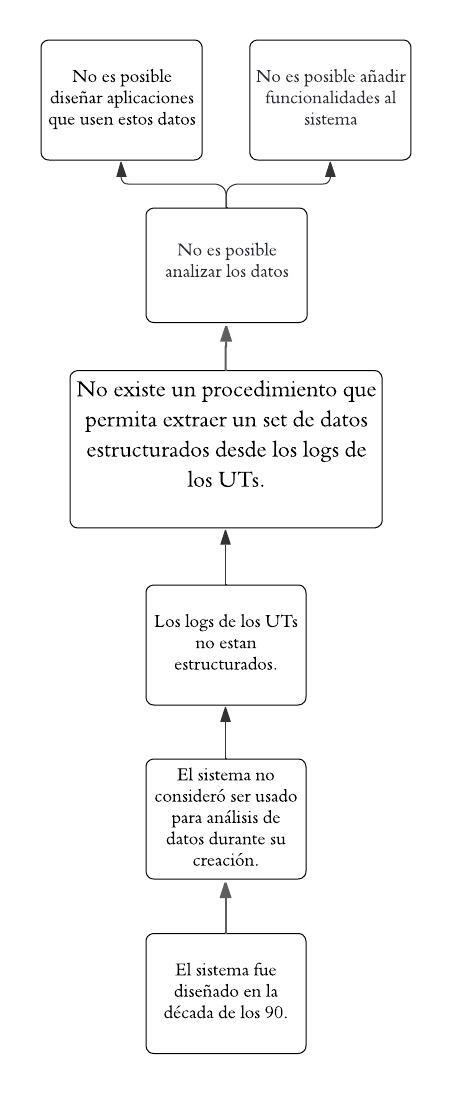 No es posible
diseñar aplicaciones
que usen estos datos
No es posible añadir
funcionalidades al
sistema
No es posible
analizar los datos
No existe un procedimiento que
permita extraer un set de datos
estructurados desde los logs de
los UTs.
Los logs de los UTs
no estan
estructurados.
El sistema no
consideró ser usado
para análisis de
datos durante su
creación.
El sistema fue
diseñado en la
década de los 90.